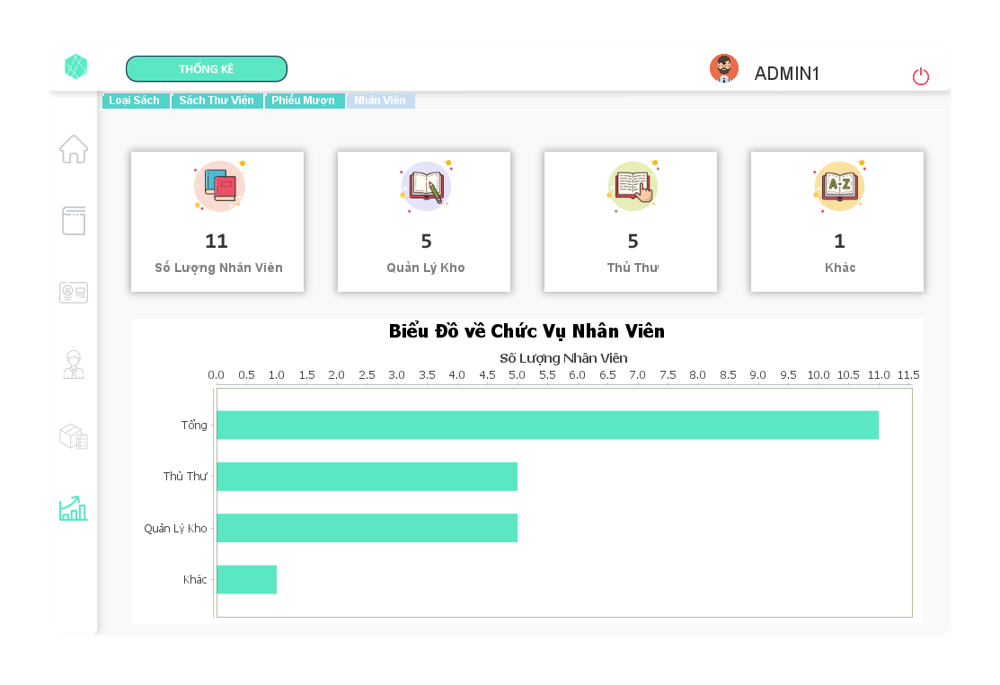 THỐNG KÊ
ADMIN1
Loại Sách Sách Thư Viên Phiếu Mượn Nhân Viên
A-Z
11 5 5 1
Số Lượng Nhân Viên Quản Lý Kho Thủ Thư Khác
Biểu Đồ về Chức Vụ Nhân Viên
Số Lượng Nhân Viên
0.0 0.5 1.0 1.5 2.0 2.5 3.0 3.5 4.0 4.5 5.0 5.5 6.0 6.5 7.0 7.5 8.0 8.5 9.0 9.5 10.0 10.5 11.0 11.5
Tổng
Thủ Thư
Quản Lý Kho
Khác